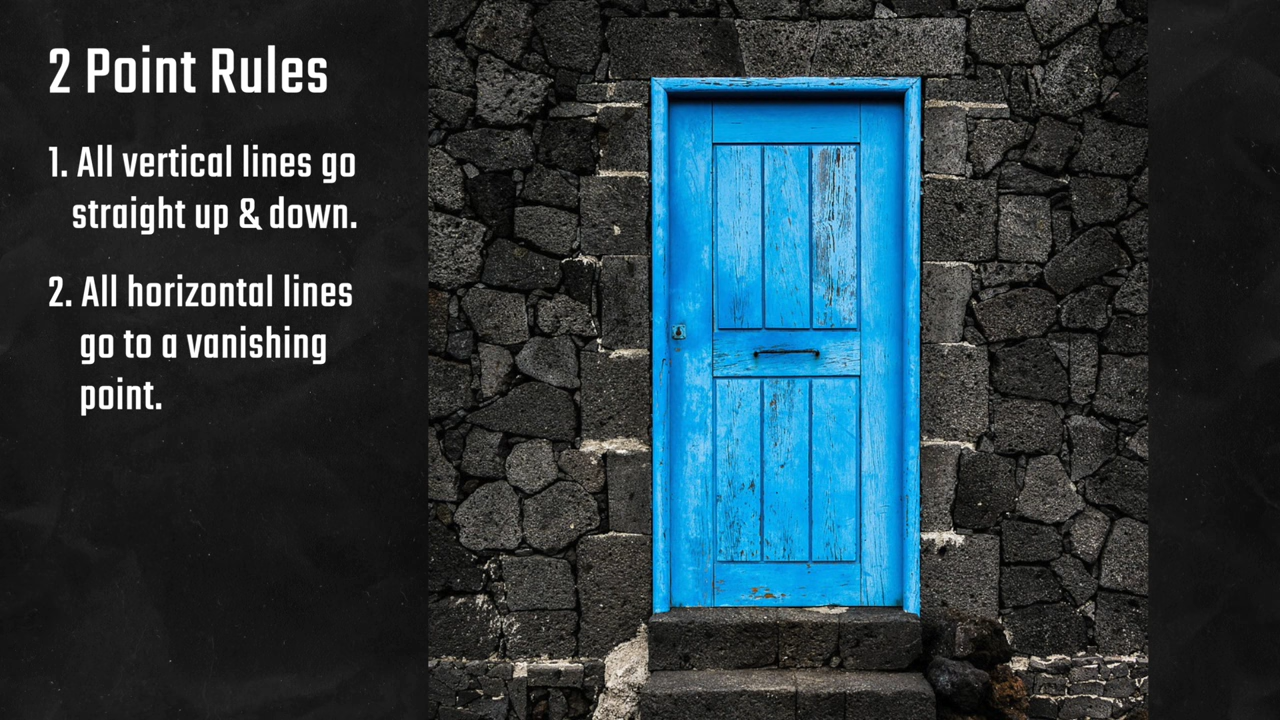 2 Point Rules
1. All vertical lines go
straight up & down.
2. All horizontal lines
go to a vanishing
point.